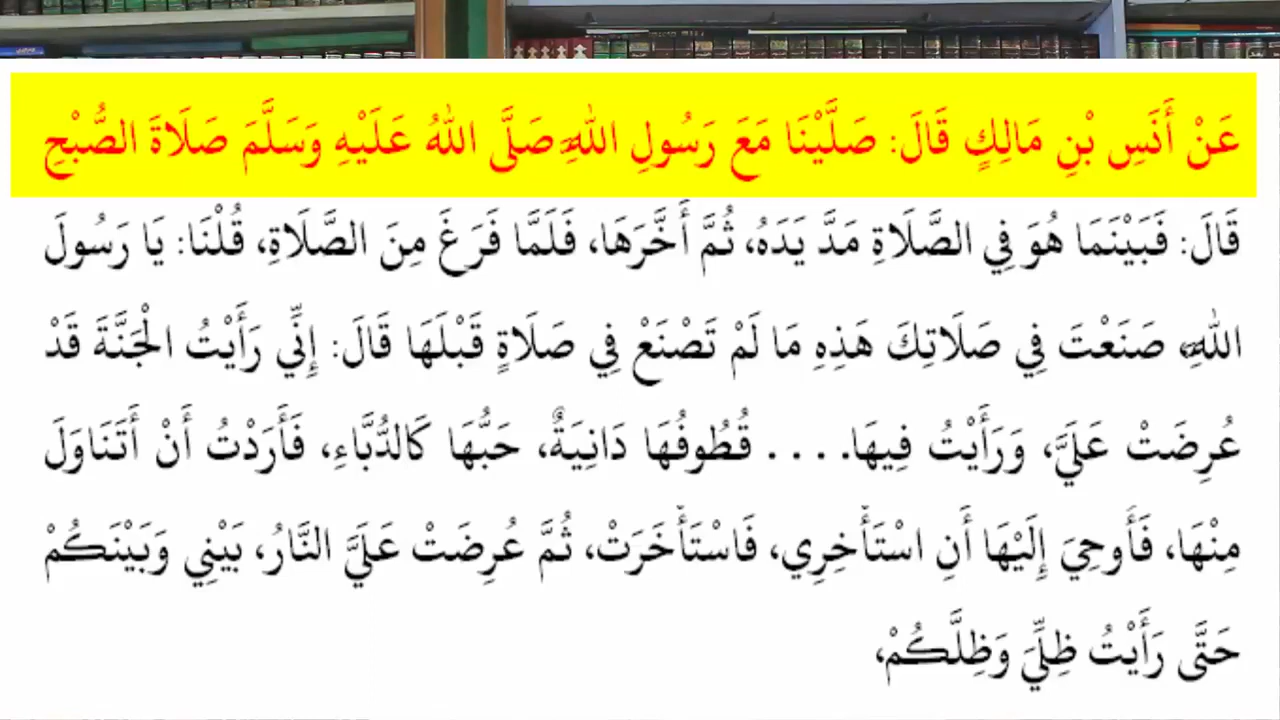 عَنْ أَنَسِ بْنِ مَالِكٍ قَالَ: صَلَّيْنَا مَعَ رَسُولِ اللهِ صَلَّى اللهُ عَلَيْهِ وَسَلَّمَ صَلَاةَ الصُّبْحِ
قَالَ: فَبَيْنَمَا هُوَ فِي الصَّلَاةِ مَدَّ يَدَهُ، ثُمَّ أَخَّرَهَا، فَلَمَّا فَرَغَ مِنَ الصَّلَاةِ، قُلْنَا: يَا رَسُولَ
اللهِ، صَنَعْتَ فِي صَلَاتِكَ هَذِهِ مَا لَمْ تَصْنَعْ فِي صَلَاةٍ قَبْلَهَا قَالَ: إِنِّي رَأَيْتُ الْجَنَّةَ قَدْ
عُرِضَتْ عَلَيَّ، وَرَأَيْتُ فِيهَا. . . . قُطُوفُهَا دَانِيَةٌ، حَبُّهَا كَالدُّبَّاءِ، فَأَرَدْتُ أَنْ أَتَنَاوَلَ
مِنْهَا، فَأُوحِيَ إِلَيْهَا أَنِ اسْتَأْخِرِي، فَاسْتَأْخَرَتْ، ثُمَّ عُرِضَتْ عَلَيَّ النَّارُ، بَيْنِي وَبَيْنَكُمْ
حَتَّى رَأَيْتُ ظِلِّيَ وَظِلَّكُمْ،